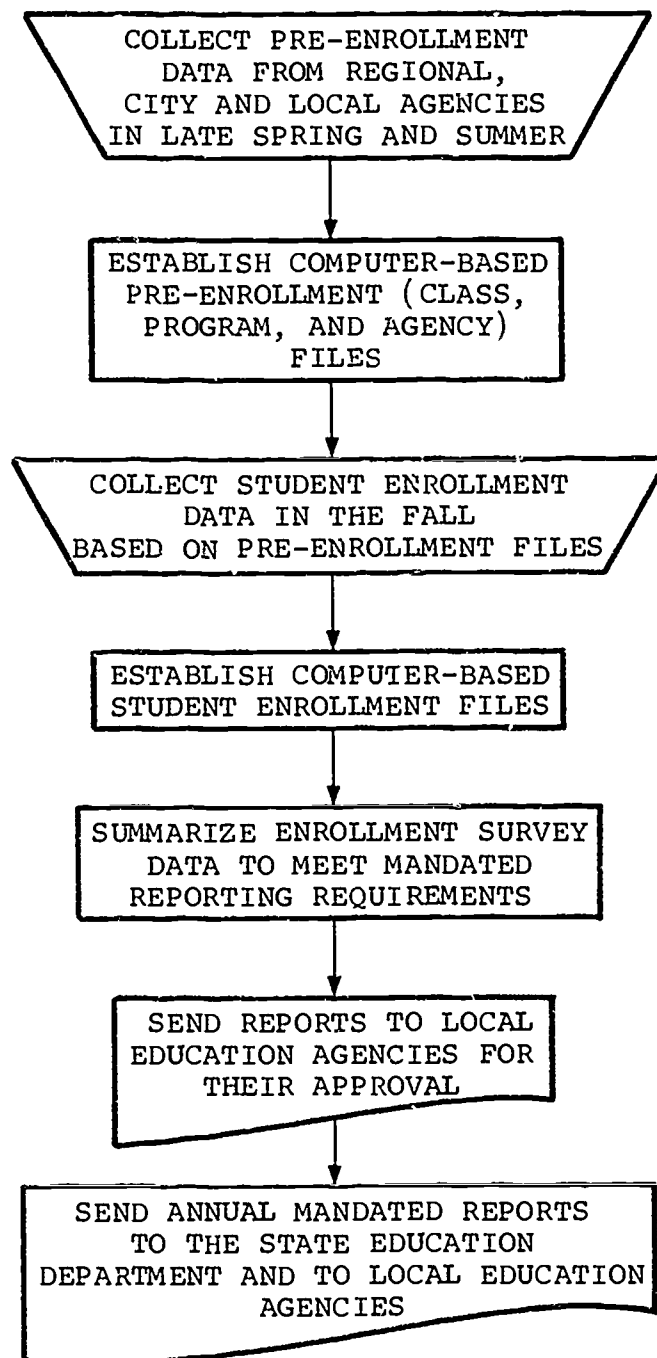 COLLECT PRE-ENROLLMENT
DATA FROM REGIONAL,
CITY AND LOCAL AGENCIES
IN LATE SPRING AND SUMMER
ESTABLISH COMPUTER-BASED
PRE-ENROLLMENT (CLASS,
PROGRAM, AND AGENCY)
FILES
COLLECT STUDENT ENROLLMENT
DATA IN THE FALL
BASED ON PRE-ENROLLMENT FILES
ESTABLISH COMPUTER-BASED
STUDENT ENROLLMENT FILES
SUMMARIZE ENROLLMENT SURVEY
DATA TO MEET MANDATED
REPORTING REQUIREMENTS
SEND REPORTS TO LOCAL
EDUCATION AGENCIES FOR
THEIR APPROVAL
SEND ANNUAL MANDATED REPORTS
TO THE STATE EDUCATION
DEPARTMENT AND TO LOCAL EDUCATION
AGENCIES